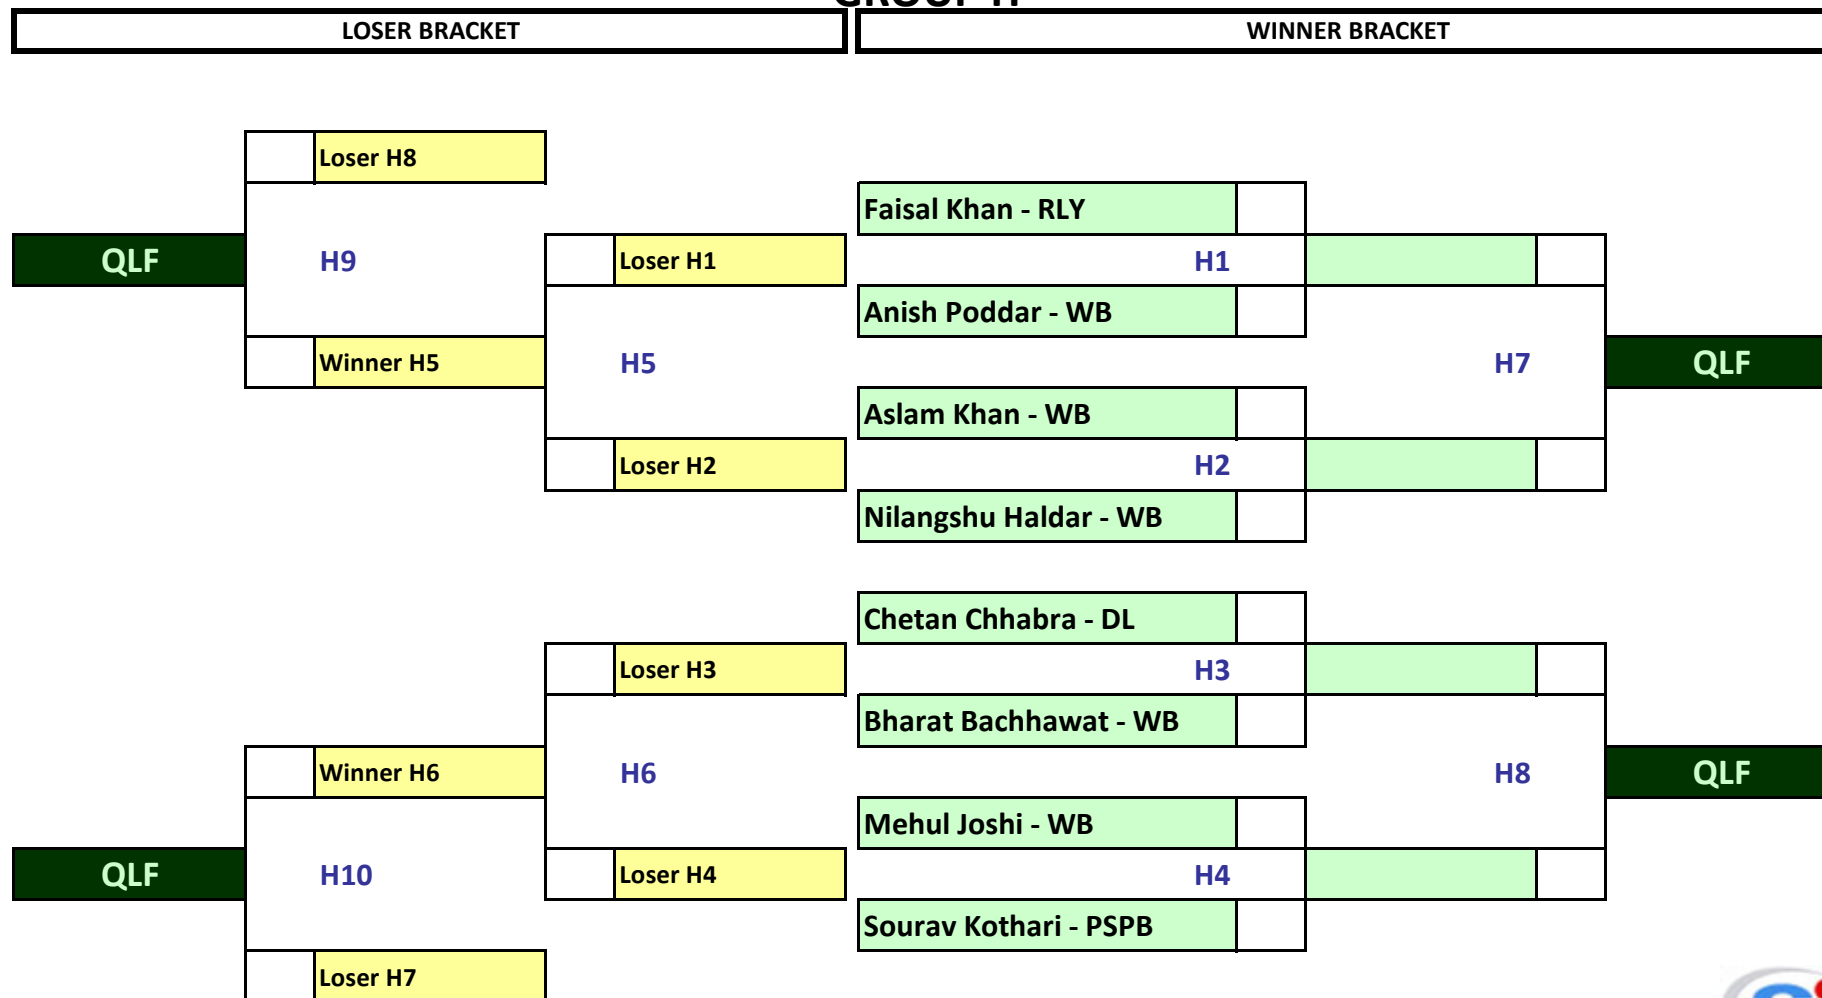 LOSER BRACKET
WINNER BRACKET
Loser H8
QLF
H9
Winner H5
Loser H1
H5
Loser H2
Loser H3
Winner H6
H6
QLF
H10
Loser H4
Loser H7
Faisal Khan - RLY
H1
Anish Poddar - WB
H7
QLF
Aslam Khan - WB
H2
Nilangshu Haldar - WB
Chetan Chhabra - DL
H3
Bharat Bachhawat - WB
H8
QLF
Mehul Joshi - WB
H4
Sourav Kothari - PSPB